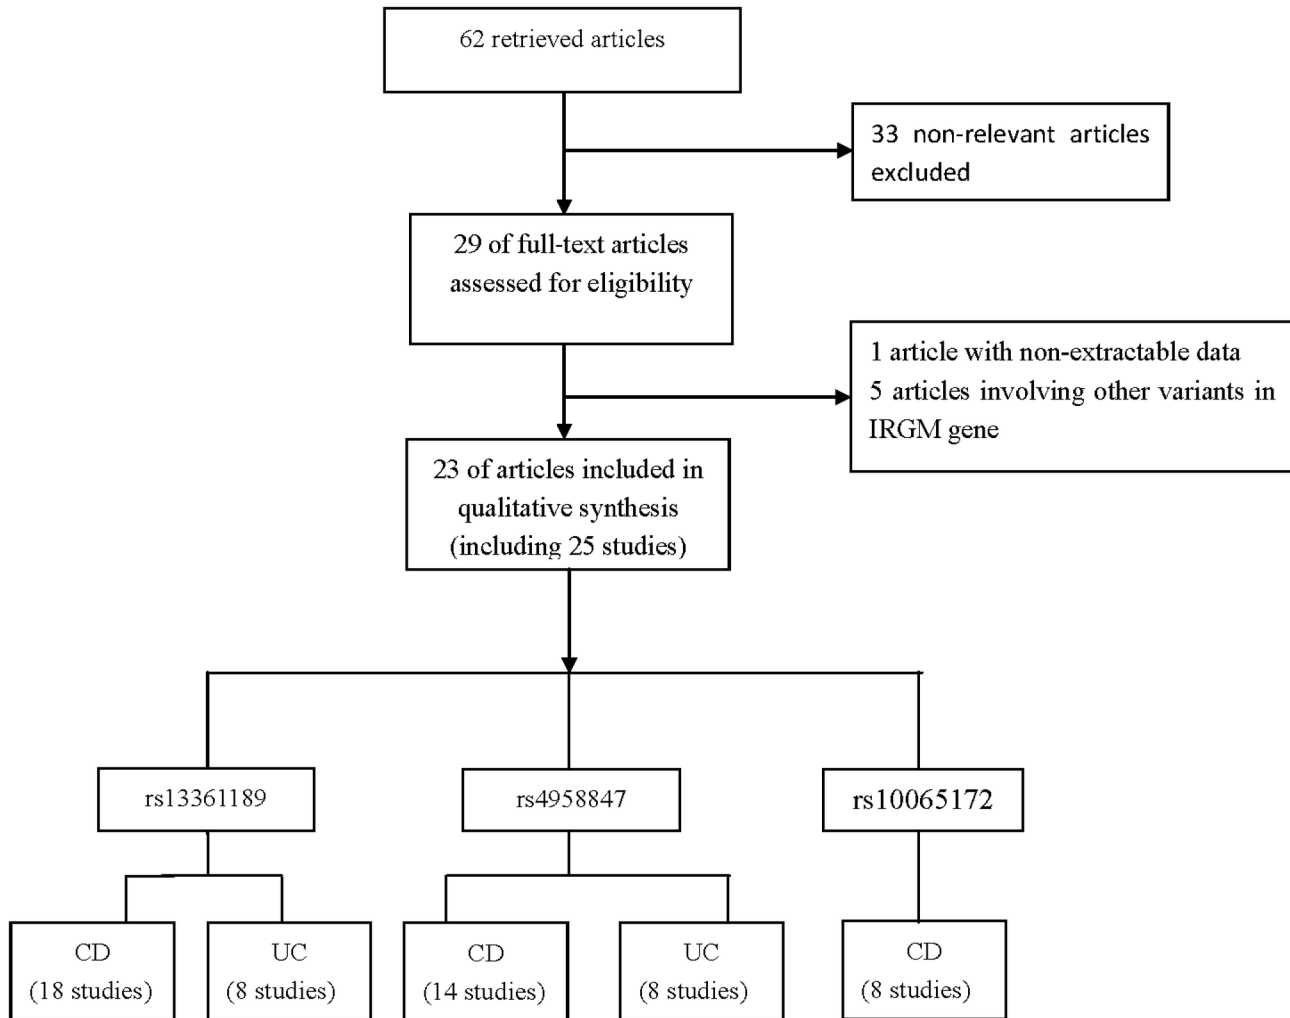 62 retrieved articles
33 non-relevant articles
excluded
29 of full-text articles
assessed for eligibility
1 article with non-extractable data
5 articles involving other variants in
IRGM gene
23 of articles included in
qualitative synthesis
(including 25 studies)
rs13361189
rs4958847
rs10065172
CD
(18 studies)
UC
(8 studies)
CD
(14 studies)
UC
(8 studies)
CD
(8 studies)